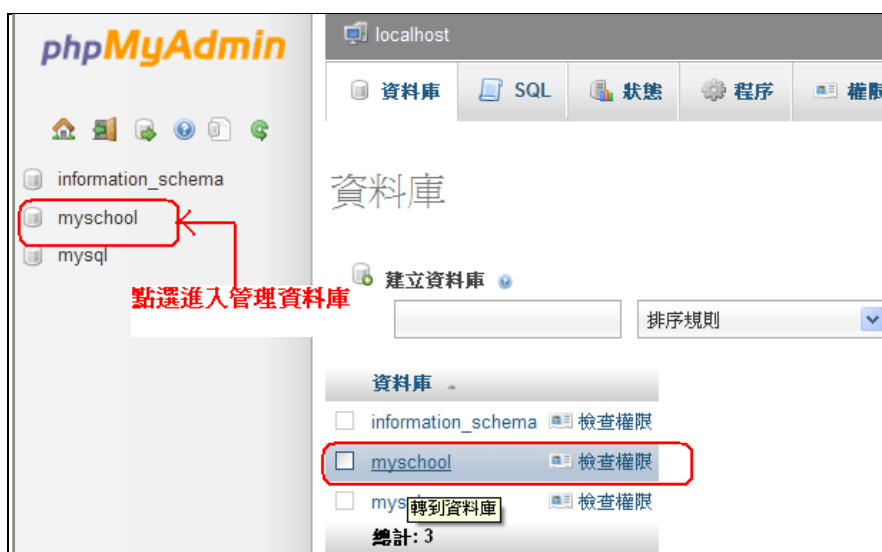 phpMyAdmin
information_schema
myschool
mysql
點選進入管理資料庫
localhost
資料庫 SQL 狀態 程序
資料庫
建立資料庫
排序規則
資料庫
information_schema 檢查權限
myschool 檢查權限
檢查權限
轉到資料庫
總計: 3